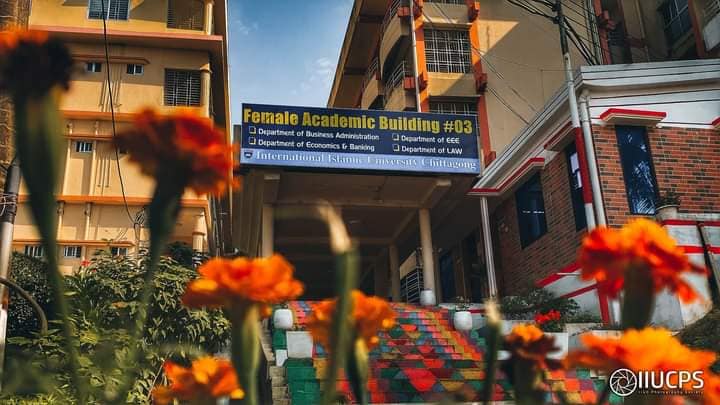 Female Academic Building #03
Department of Business Administration
Department of EEE
Department of Economics & Banking
Department of LAW
International Islamic University Chittagong
IIUCPS